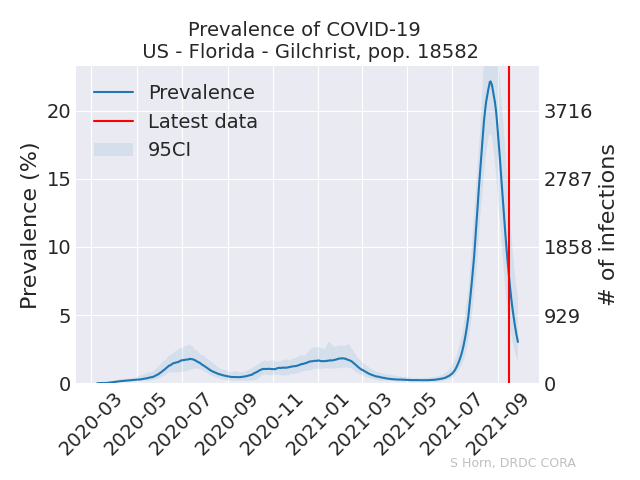 Prevalence of COVID-19
US - Florida - Gilchrist, pop. 18582
Prevalence
Latest data
95CI
Prevalence (%)
20
15
10
5
0
3716
2787
1858
929
0
# of infections
2020-03
2020-05
2020-07
2020-09
2020-11
2021-01
2021-03
2021-05
2021-07
2021-09
S Horn, DRDC CORA